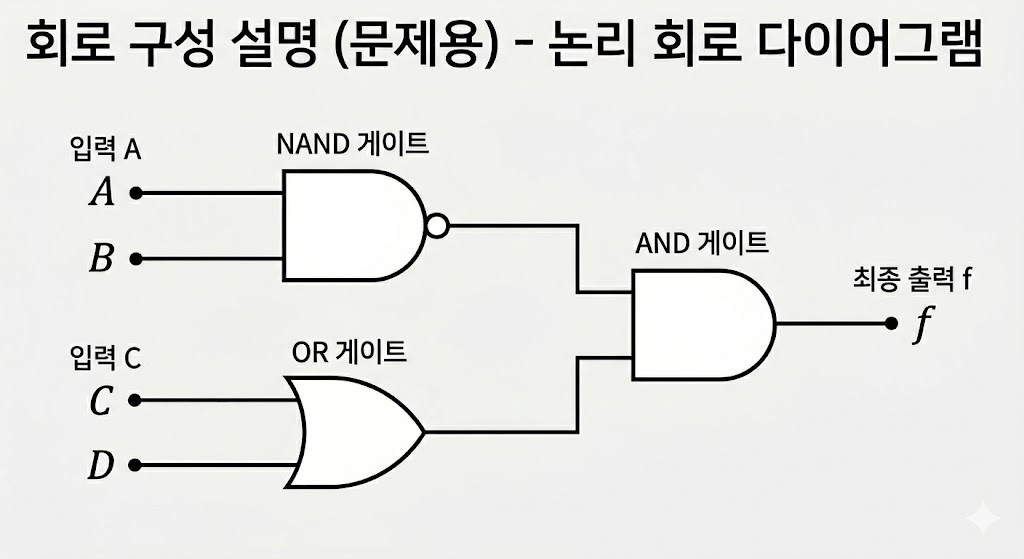 회로 구성 설명 (문제용) - 논리 회로 다이어그램
입력 A
NAND 게이트
A
B
AND 게이트
최종 출력 f
f
입력 C
OR 게이트
C
D